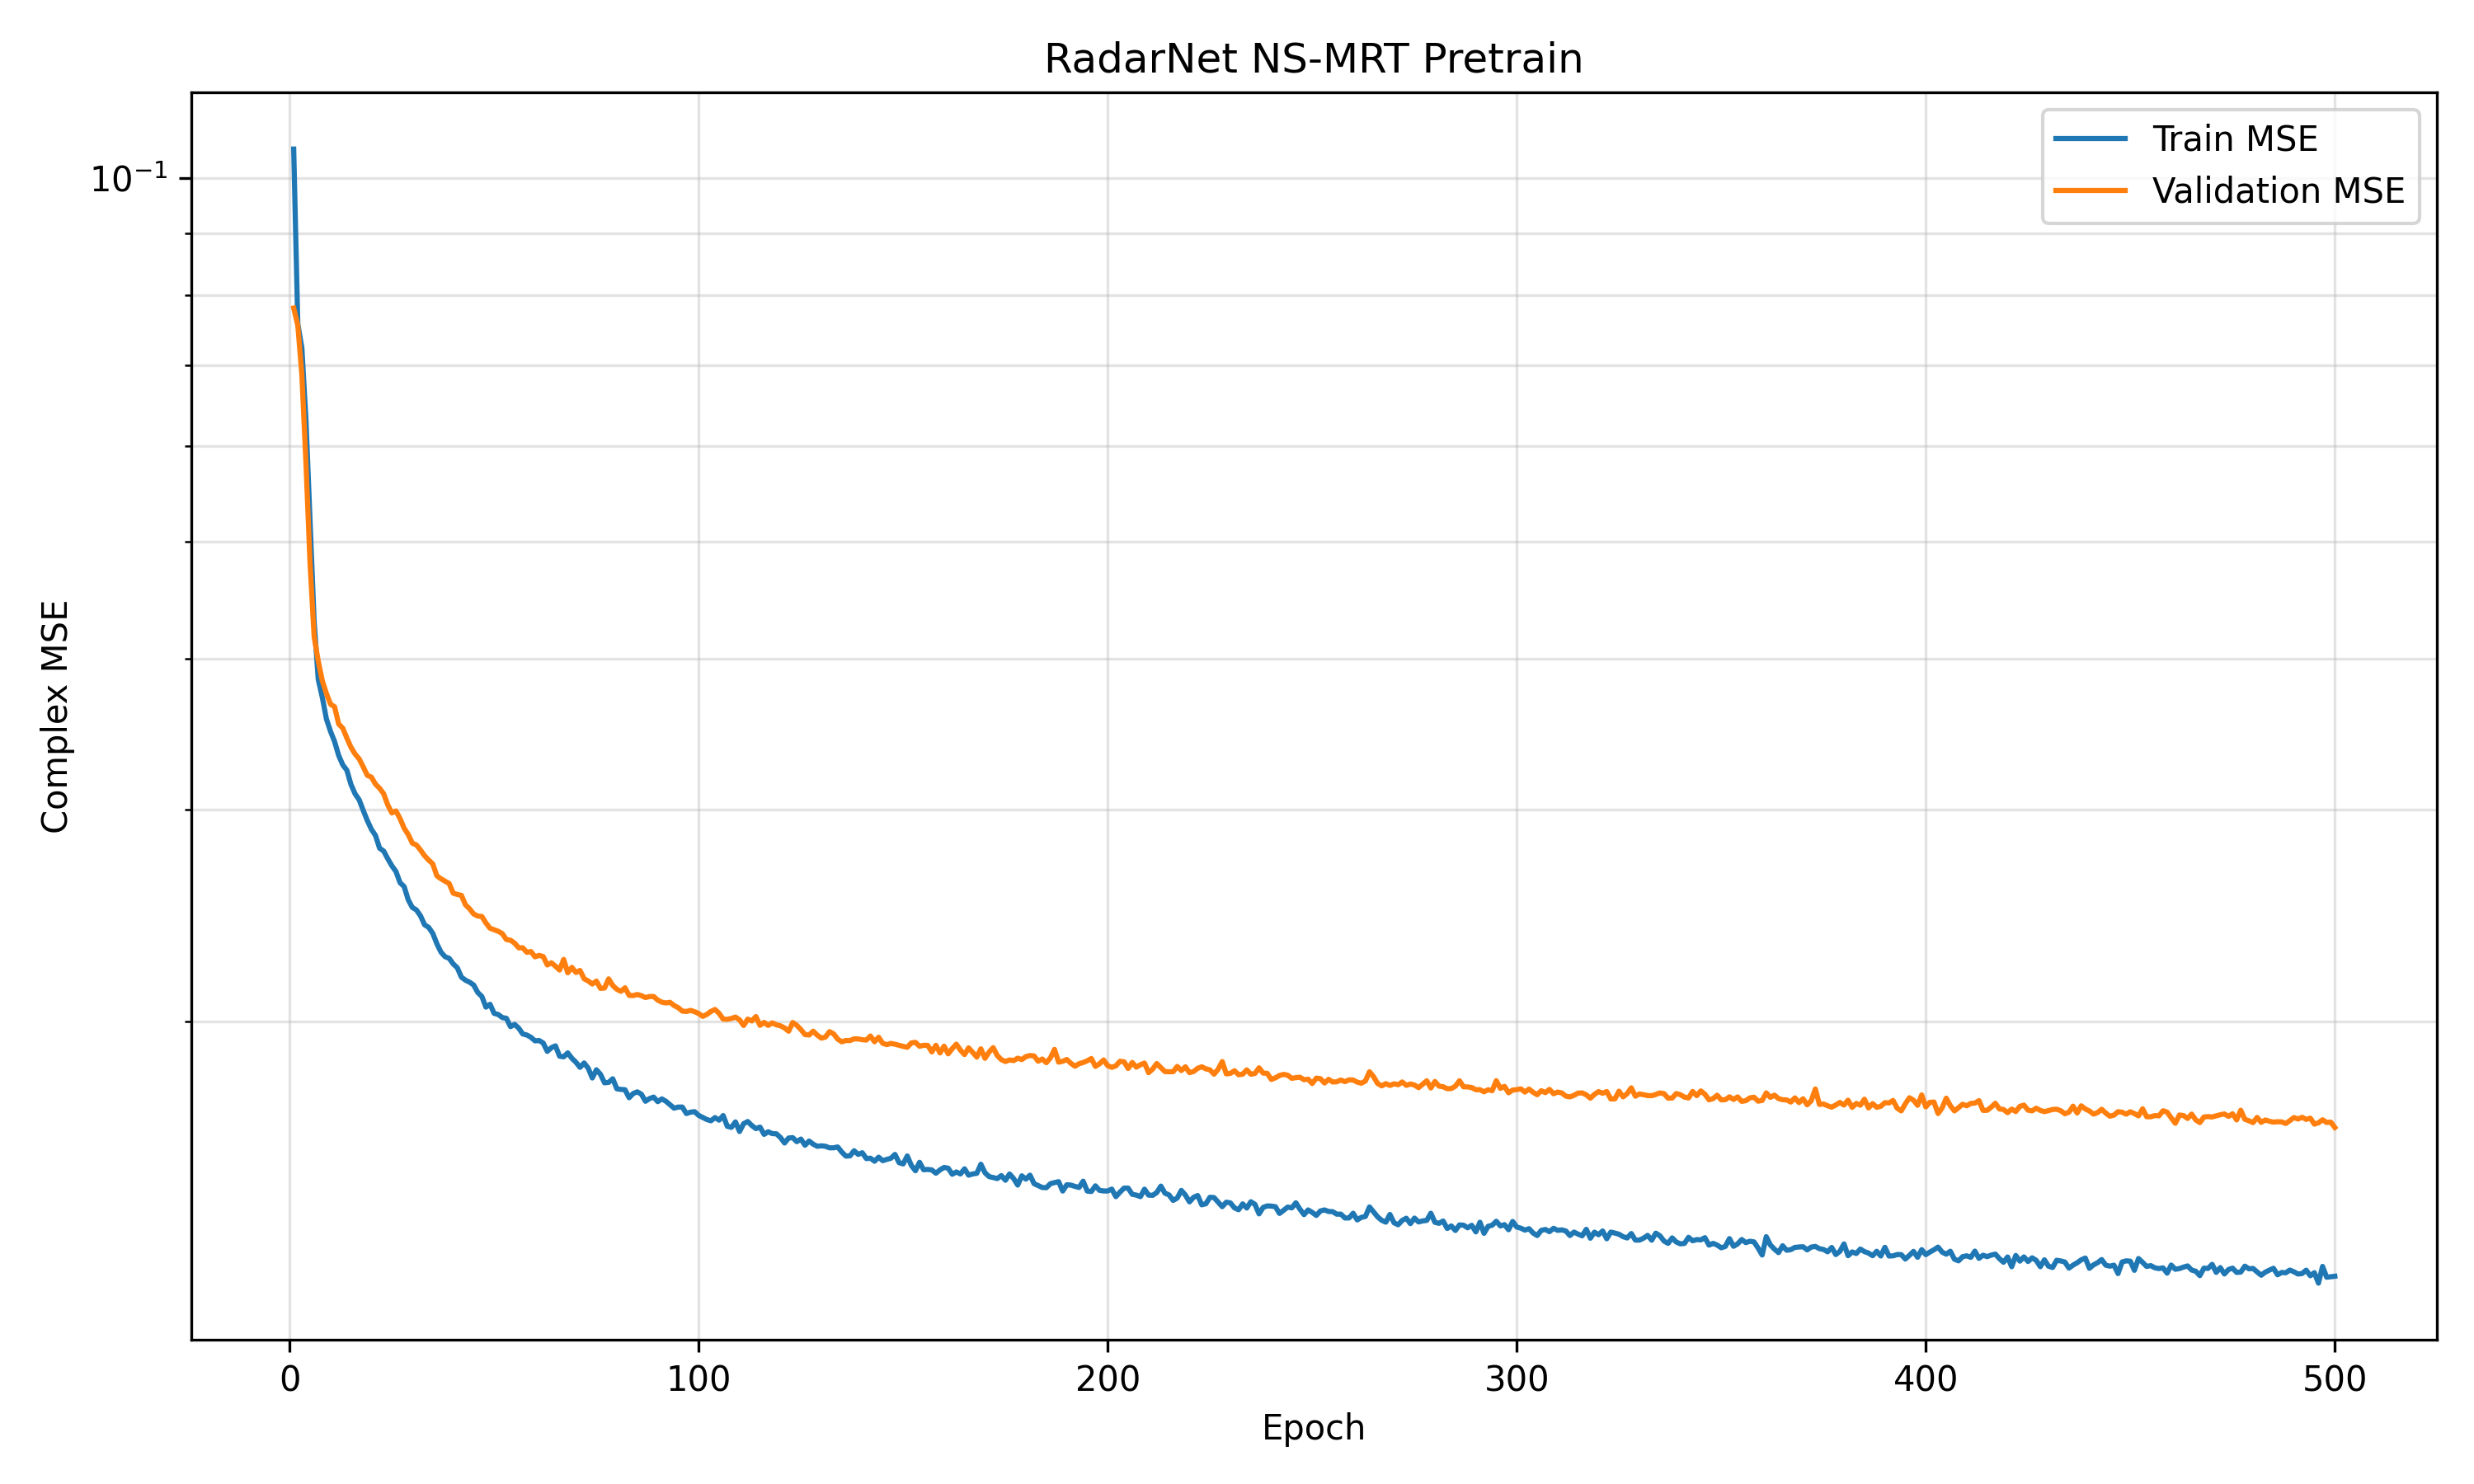 RadarNet NS-MRT Pretrain
Train MSE
Validation MSE
10⁻¹
Complex MSE
0 100 200 300 400 500
Epoch